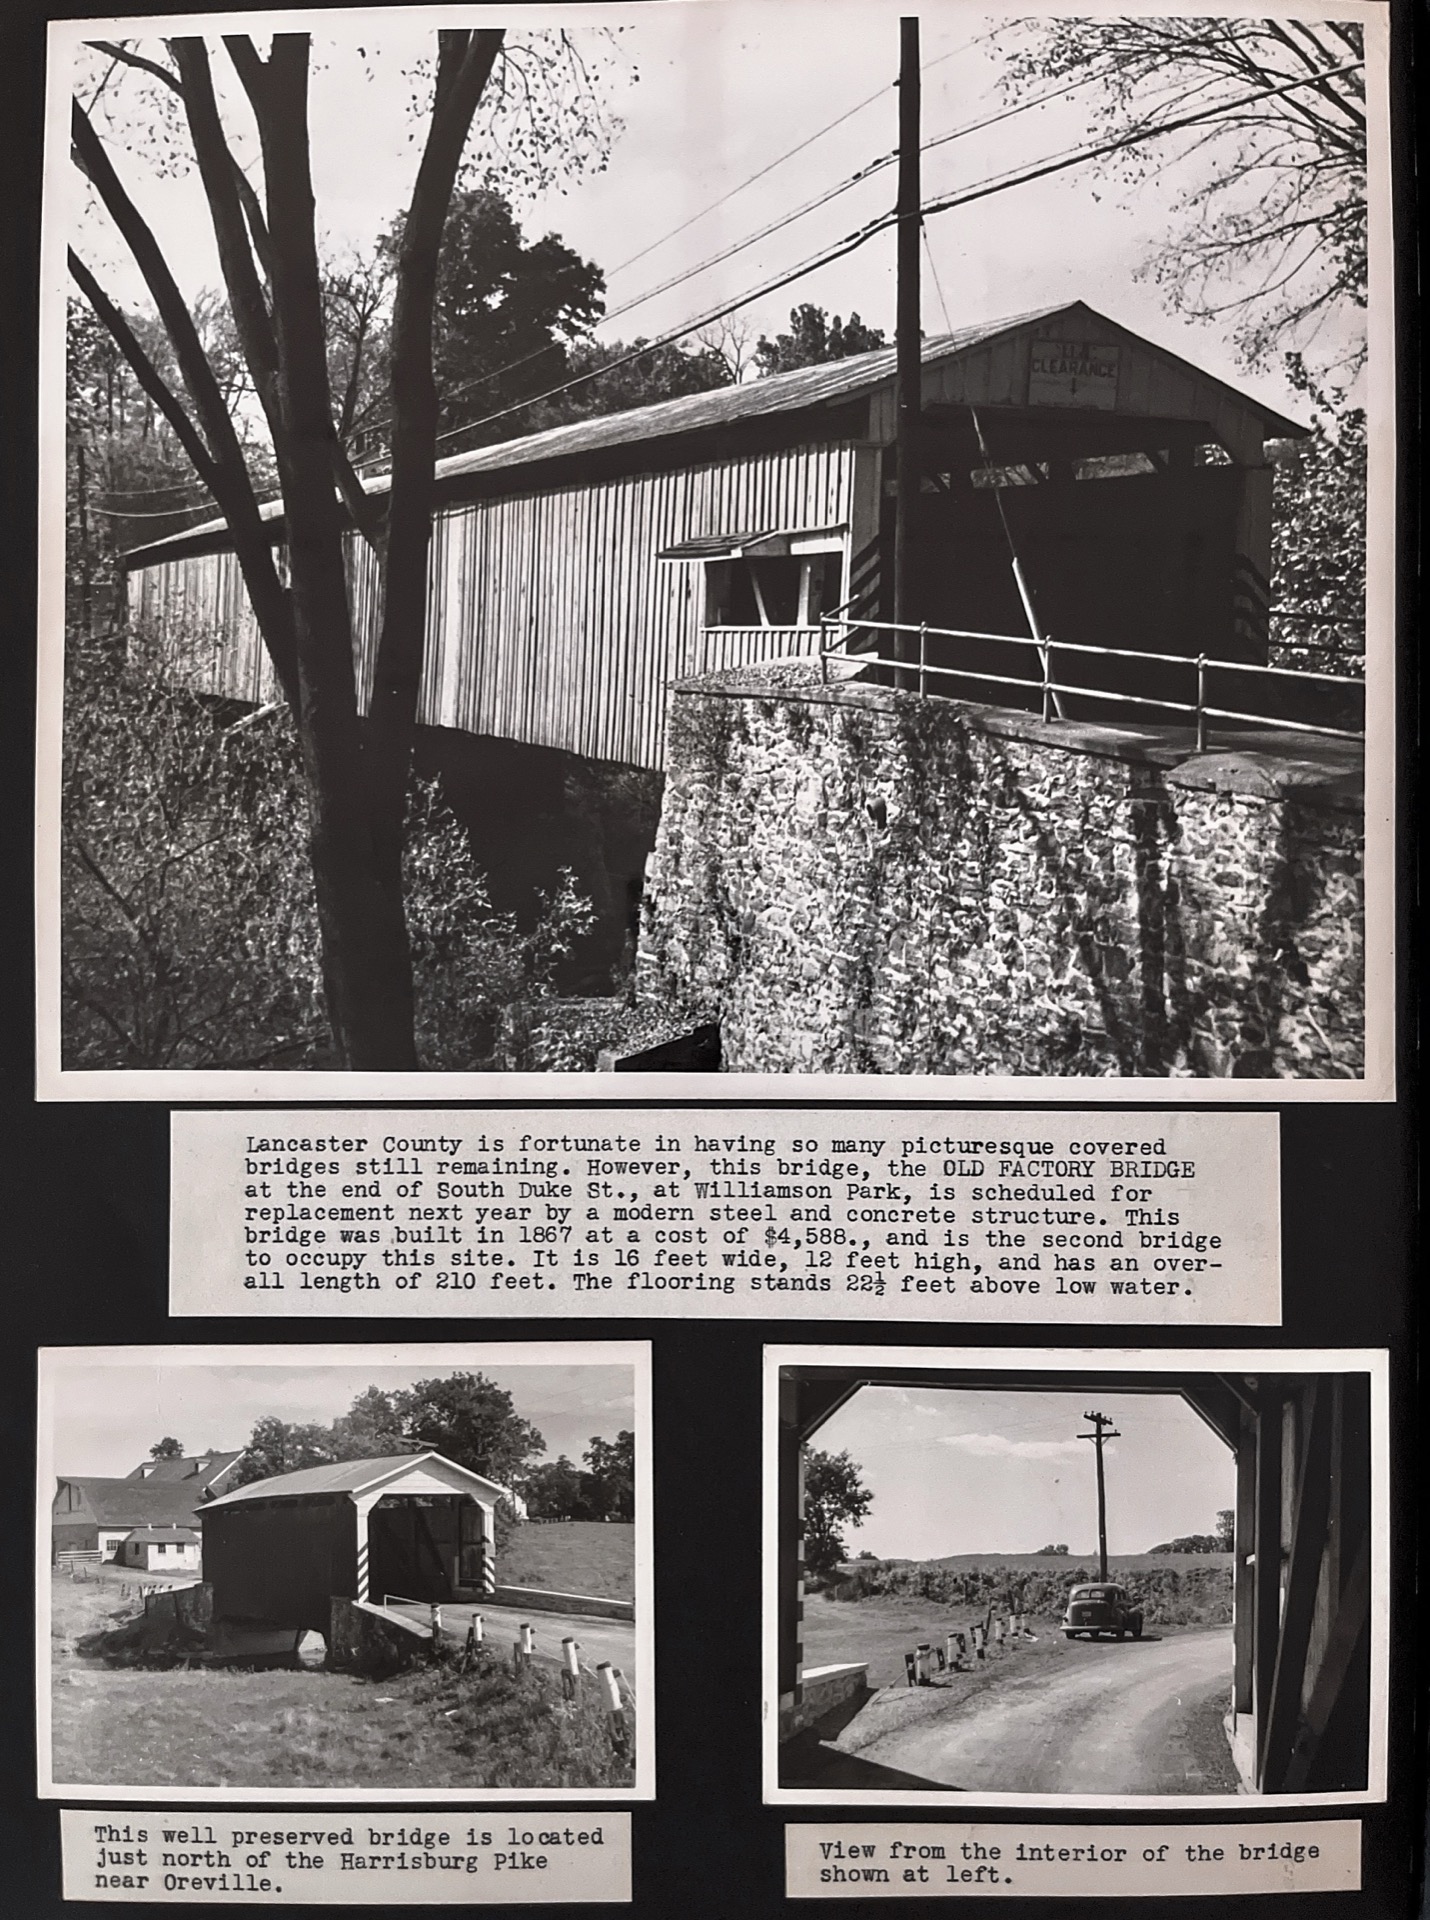 CLEARANCE
Lancaster County is fortunate in having so many picturesque covered
bridges still remaining. However, this bridge, the OLD FACTORY BRIDGE
at the end of South Duke St., at Williamson Park, is scheduled for
replacement next year by a modern steel and concrete structure. This
bridge was built in 1867 at a cost of $4,588., and is the second bridge
to occupy this site. It is 16 feet wide, 12 feet high, and has an over-
all length of 210 feet. The flooring stands 22½ feet above low water.
This well preserved bridge is located
just north of the Harrisburg Pike
near Oreville.
View from the interior of the bridge
shown at left.